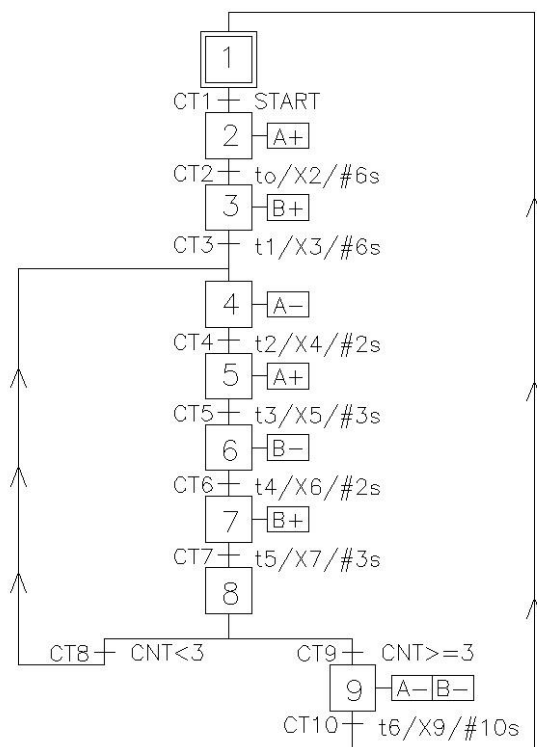 1
CT1 START
2 A+
CT2 to/X2/#6s
3 B+
CT3 t1/X3/#6s
4 A-
CT4 t2/X4/#2s
5 A+
CT5 t3/X5/#3s
6 B-
CT6 t4/X6/#2s
7 B+
CT7 t5/X7/#3s
8
CT8 CNT<3 CT9 CNT>=3
9 A- B-
CT10 t6/X9/#10s